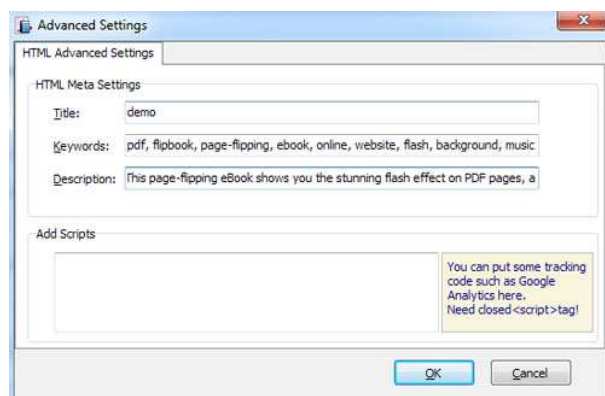 Advanced Settings
HTML Advanced Settings
HTML Meta Settings
Title: demo
Keywords: pdf, flipbook, page-flipping, ebook, online, website, flash, background, music
Description: This page-flipping eBook shows you the stunning flash effect on PDF pages, a
Add Scripts
You can put some tracking
code such as Google
Analytics here.
Need closed<script>tag!
OK Cancel